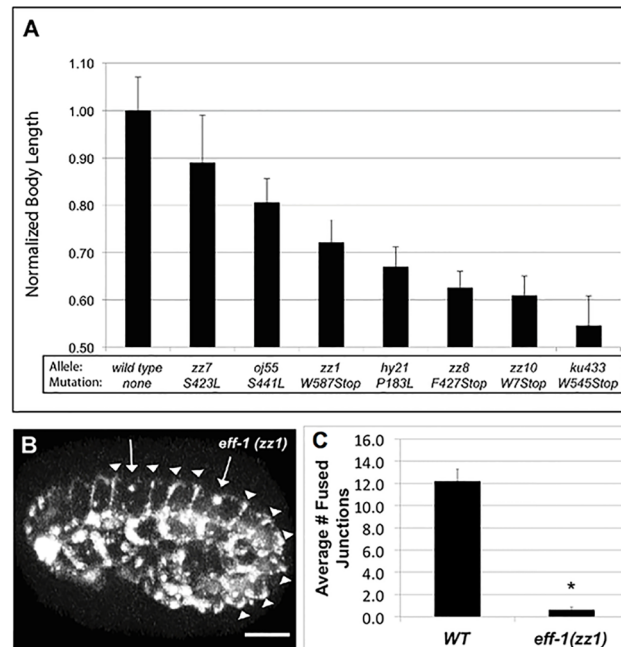 A
Normalized Body Length
1.10
1.00
0.90
0.80
0.70
0.60
0.50
Allele: wild type zz7 oj55 zz1 hy21 zz8 zz10 ku433
Mutation: none S423L S441L W587Stop P183L F427Stop W7Stop W545Stop
B
eff-1 (zz1)
C
Average # Fused
Junctions
16.0
14.0
12.0
10.0
8.0
6.0
4.0
2.0
0.0
*
WT eff-1(zz1)